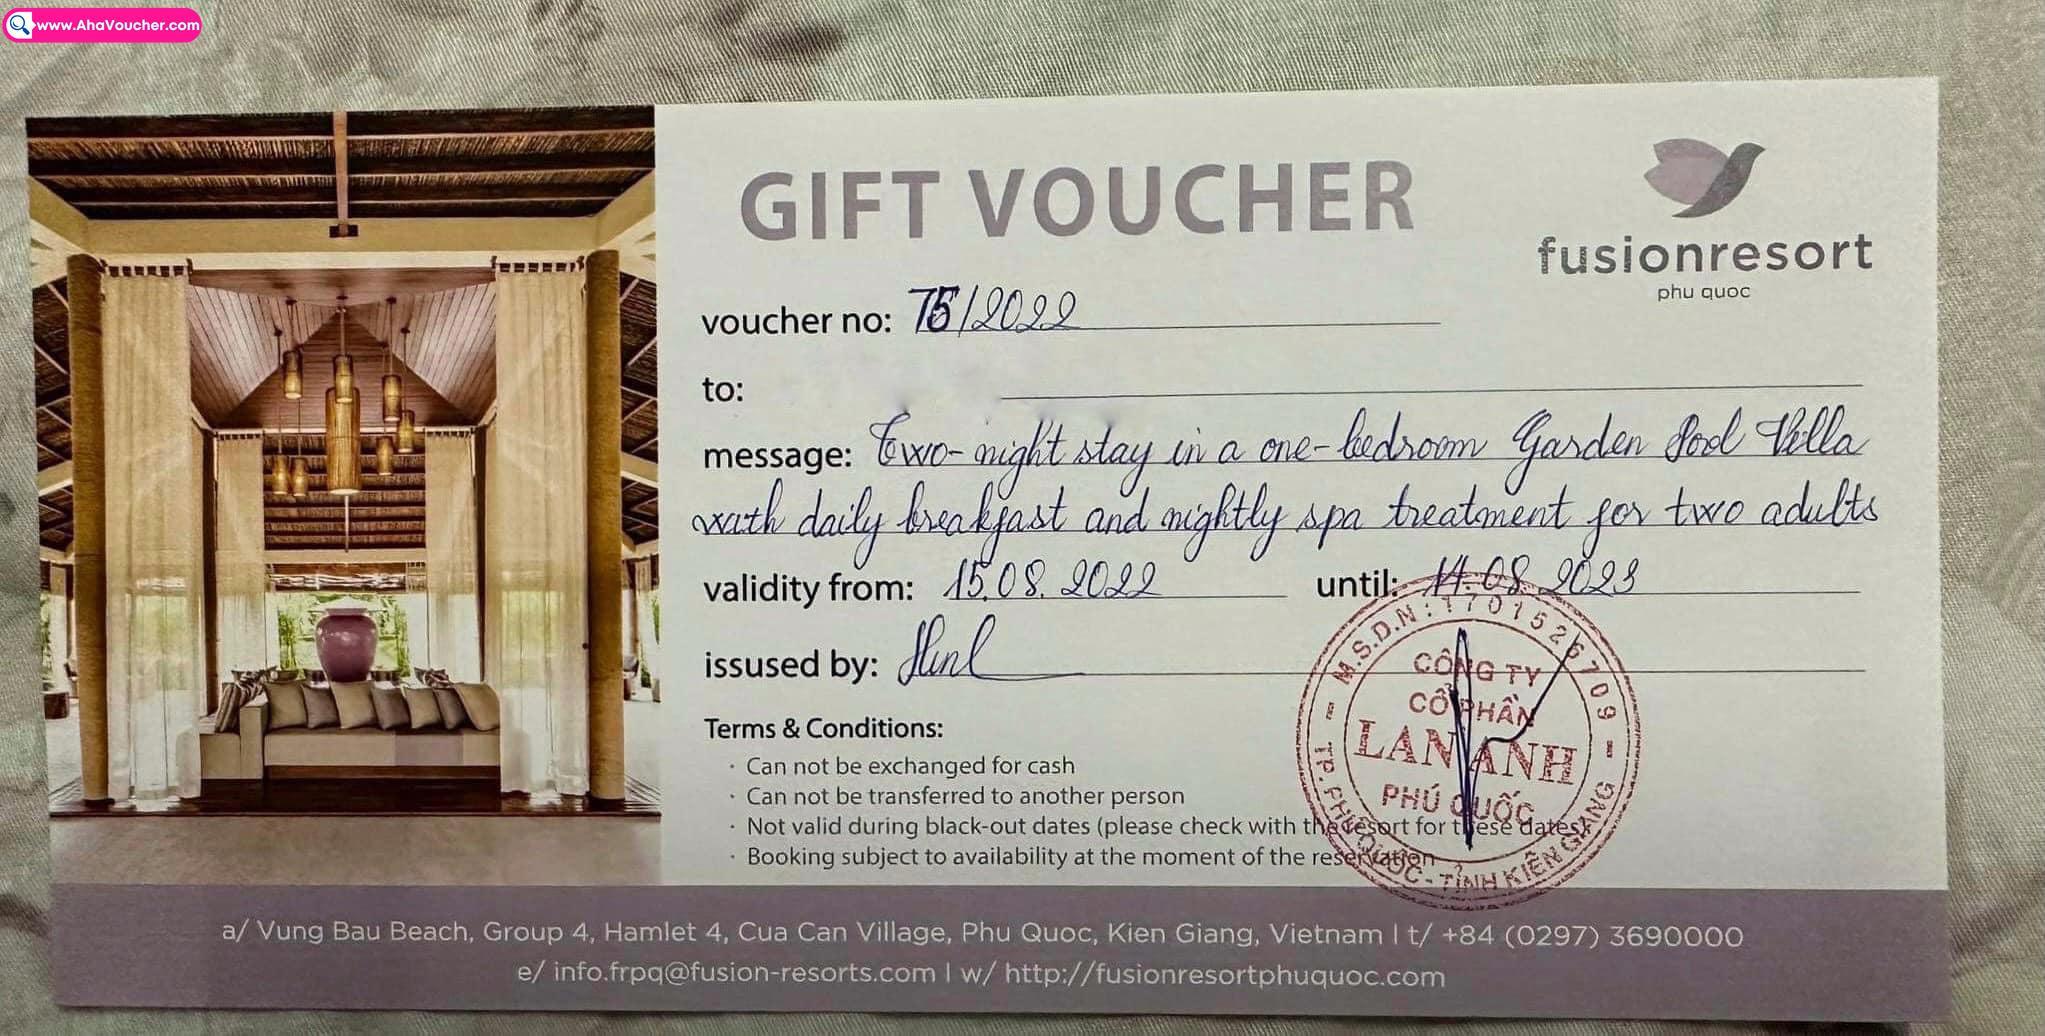 www.AhaVoucher.com
GIFT VOUCHER
fusionresort
phu quoc
voucher no: 75/2022
to:
message: Two-night stay in a one-bedroom Garden Pool Villa
with daily breakfast and nightly spa treatment for two adults
validity from: 15.08.2022 until: 14.08.2023
issused by:
Terms & Conditions:
· Can not be exchanged for cash
· Can not be transferred to another person
· Not valid during black-out dates (please check with the resort for these dates)
· Booking subject to availability at the moment of the reservation
M.S.D.N: 1701526709
CÔNG TY
CỔ PHẦN
LAN ANH
PHÚ QUỐC
TP. PHÚ QUỐC - TỈNH KIÊN GIANG
a/ Vung Bau Beach, Group 4, Hamlet 4, Cua Can Village, Phu Quoc, Kien Giang, Vietnam | t/ +84 (0297) 3690000
e/ info.frpq@fusion-resorts.com | w/ http://fusionresortphuquoc.com